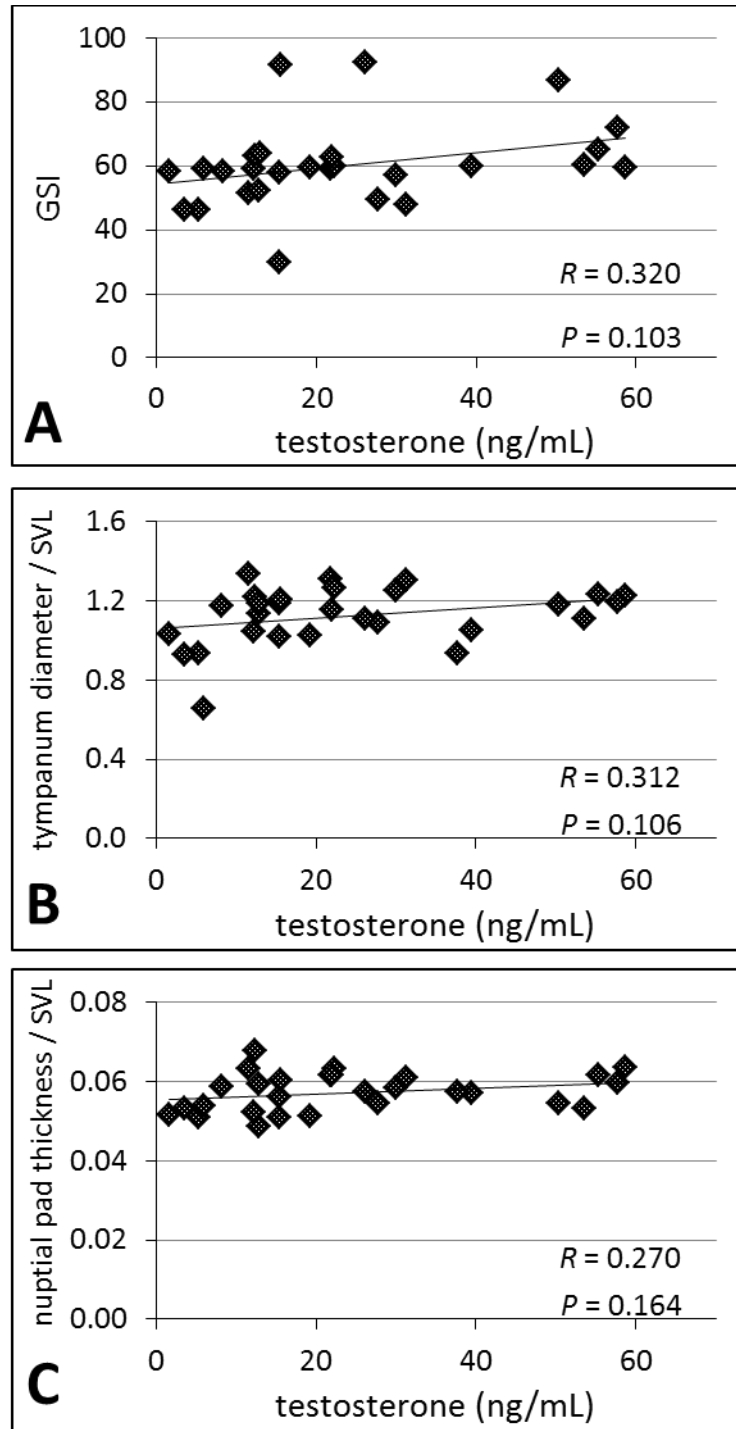 100
80
60
40
20
0
GSI
R = 0.320
P = 0.103
0 20 40 60
testosterone (ng/mL)
A
1.6
1.2
0.8
0.4
0.0
tympanum diameter / SVL
R = 0.312
P = 0.106
0 20 40 60
testosterone (ng/mL)
B
0.08
0.06
0.04
0.02
0.00
nuptial pad thickness / SVL
R = 0.270
P = 0.164
0 20 40 60
testosterone (ng/mL)
C